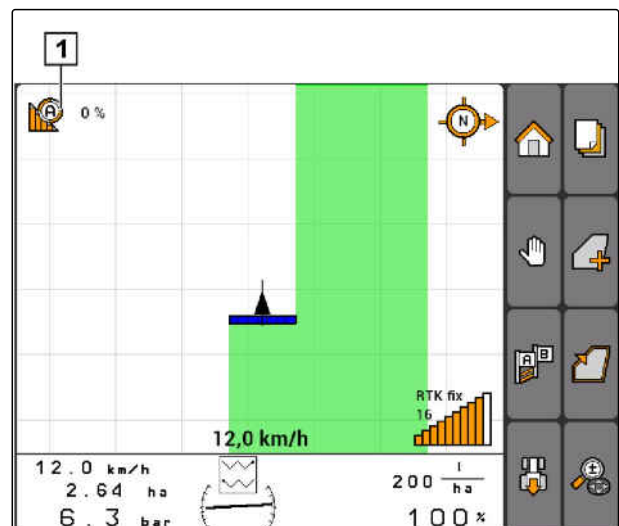 1
A
0 %
N
A B
RTK fix
16
12,0 km/h
12.0 km/h
2.64 ha
6.3 bar
200 l/ha
100 %